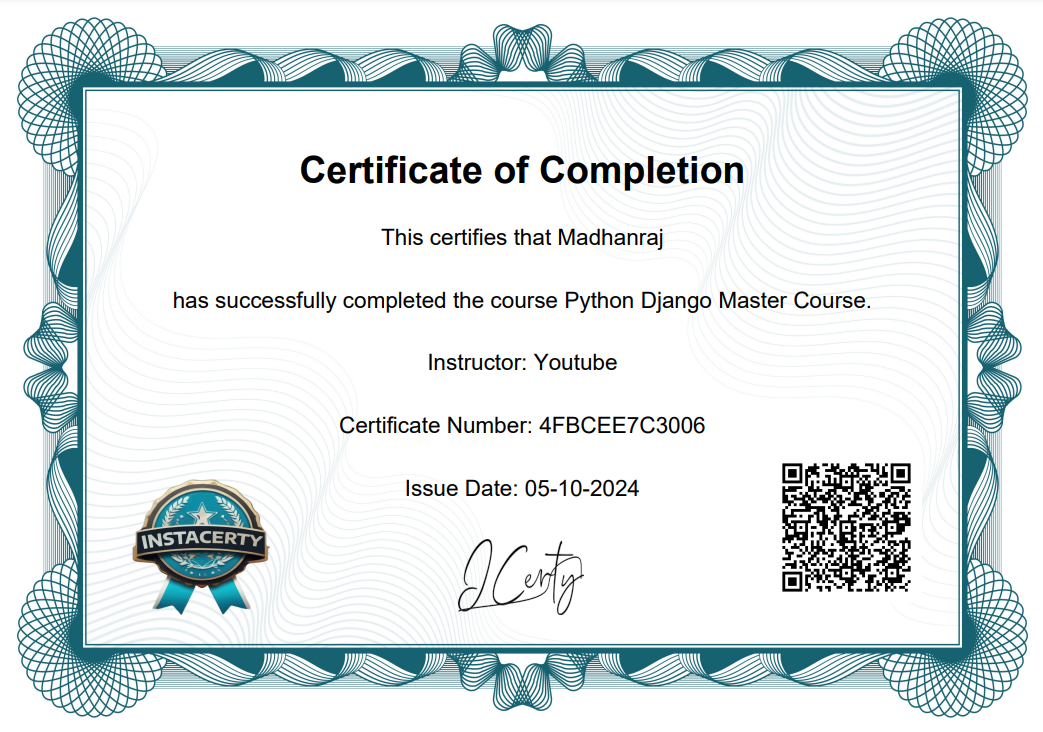 Certificate of Completion
This certifies that Madhanraj
has successfully completed the course Python Django Master Course.
Instructor: Youtube
Certificate Number: 4FBCEE7C3006
Issue Date: 05-10-2024
INSTACERTY
JCerty